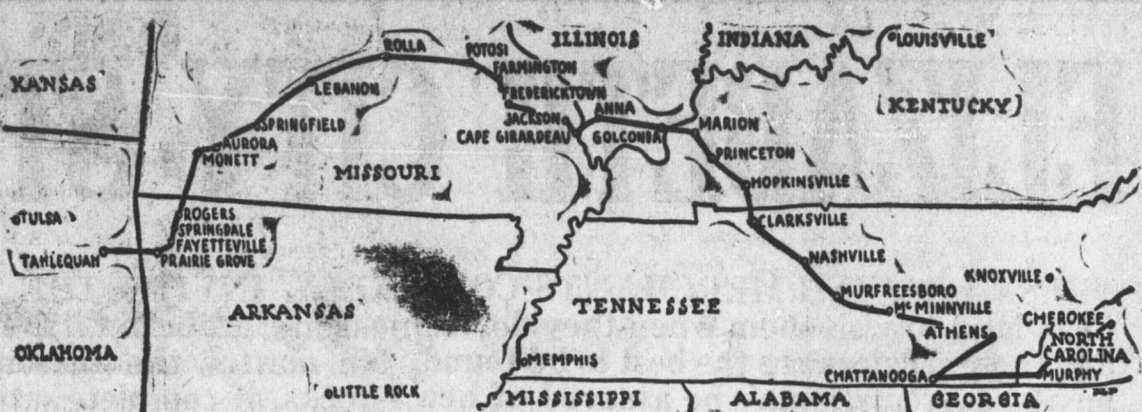 ROLLA
POTOSI
ILLINOIS
INDIANA
LOUISVILLE
KANSAS
FARMINGTON
LEBANON
FREDERICKTOWN
ANNA
(KENTUCKY)
SPRINGFIELD
JACKSON
CAPE GIRARDEAU
GOLCONDA
MARION
AURORA
MONETT
PRINCETON
MISSOURI
HOPKINSVILLE
TULSA
ROGERS
SPRINGDALE
FAYETTEVILLE
PRAIRIE GROVE
CLARKSVILLE
TAHLEQUAH
NASHVILLE
KNOXVILLE
MURFREESBORO
MCMINNVILLE
ARKANSAS
TENNESSEE
CHEROKEE
ATHENS
NORTH
CAROLINA
OKLAHOMA
MEMPHIS
CHATTANOOGA
MURPHY
LITTLE ROCK
MISSISSIPPI
ALABAMA
GEORGIA